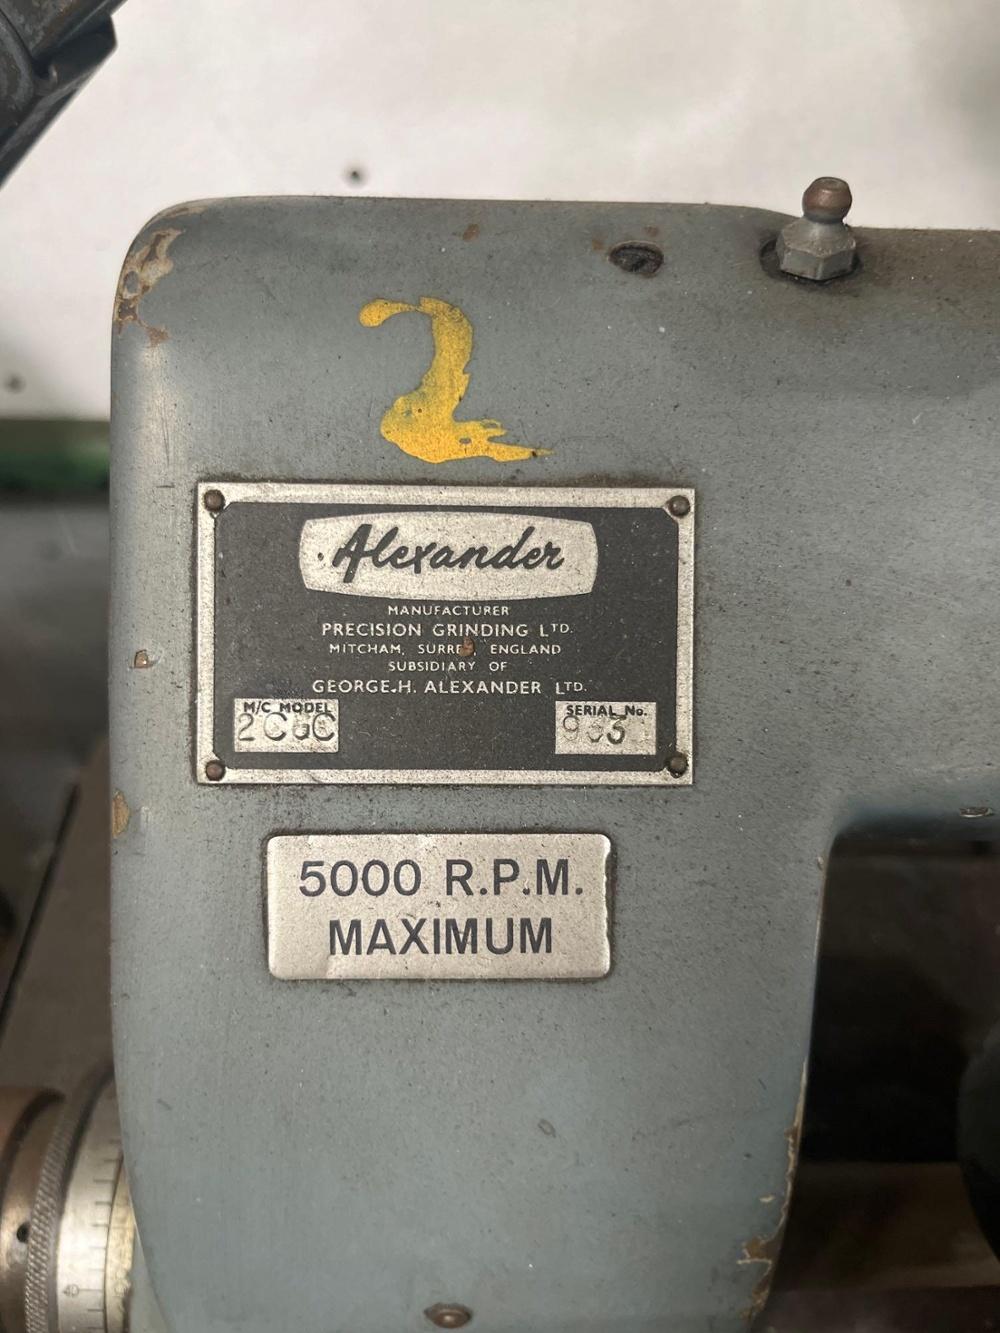 2
Alexander
MANUFACTURER
PRECISION GRINDING LTD.
MITCHAM, SURREY, ENGLAND
SUBSIDIARY OF
GEORGE.H. ALEXANDER LTD.
M/C MODEL
2CGC
SERIAL No.
5000 R.P.M.
MAXIMUM